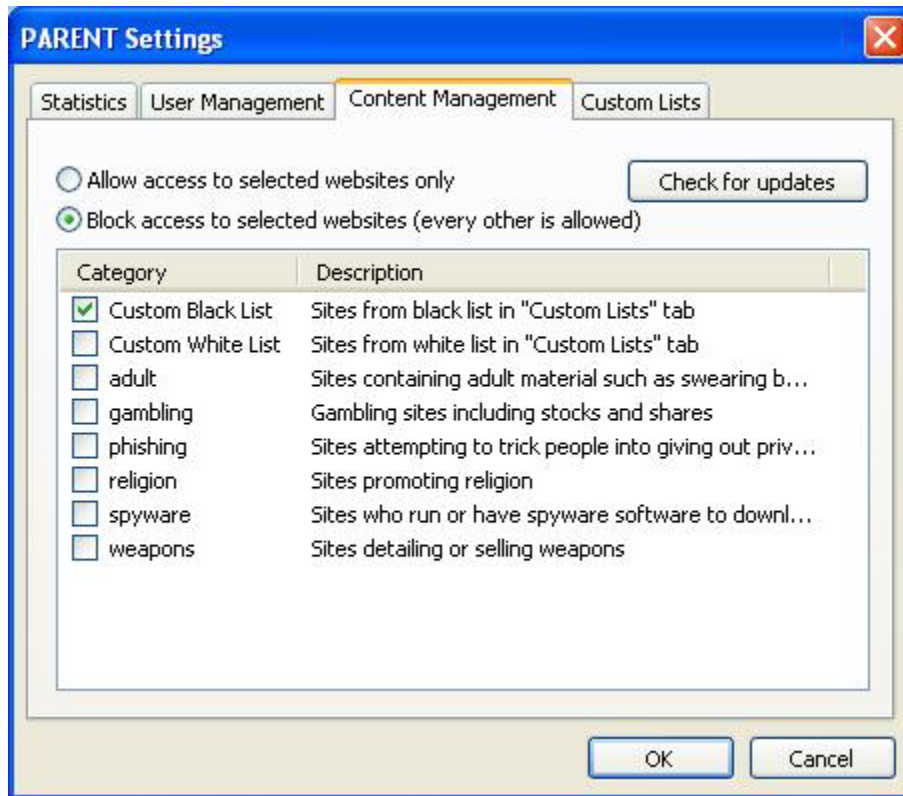 PARENT Settings
Statistics User Management Content Management Custom Lists
Allow access to selected websites only Check for updates
Block access to selected websites (every other is allowed)
Category Description
Custom Black List Sites from black list in "Custom Lists" tab
Custom White List Sites from white list in "Custom Lists" tab
adult Sites containing adult material such as swearing b...
gambling Gambling sites including stocks and shares
phishing Sites attempting to trick people into giving out priv...
religion Sites promoting religion
spyware Sites who run or have spyware software to downl...
weapons Sites detailing or selling weapons
OK Cancel